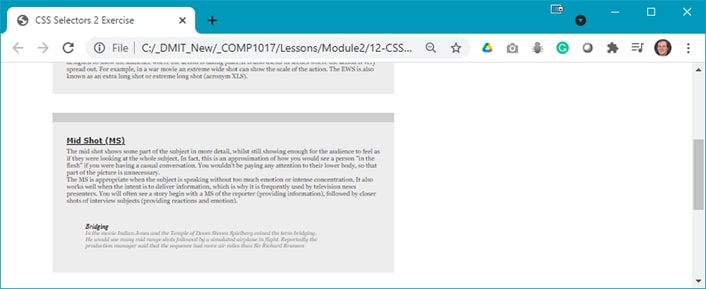 CSS Selectors 2 Exercise
File
C:/_DMIT_New/_COMP1017/Lessons/Module2/12-CSS...
spread out. For example, in a war movie an extreme wide shot can show the scale of the action. The EWS is also
known as an extra long shot or extreme long shot (acronym XLS).
Mid Shot (MS)
The mid shot shows some part of the subject in more detail, whilst still showing enough for the audience to feel as
if they were looking at the whole subject. In fact, this is an approximation of how you would see a person "in the
flesh" if you were having a casual conversation. You wouldn't be paying any attention to their lower body, so that
part of the picture is unnecessary.
The MS is appropriate when the subject is speaking without too much emotion or intense concentration. It also
works well when the intent is to deliver information, which is why it is frequently used by television news
presenters. You will often see a story begin with a MS of the reporter (providing information), followed by closer
shots of interview subjects (providing reactions and emotion).
Bridging
In the movie Indian Jones and the Temple of Doom Steven Spielberg coined the term bridging.
He would use many mid range shots followed by a simulated airplane in flight. Reportedly the
production manager said that the sequence had more air miles than Sir Richard Branson